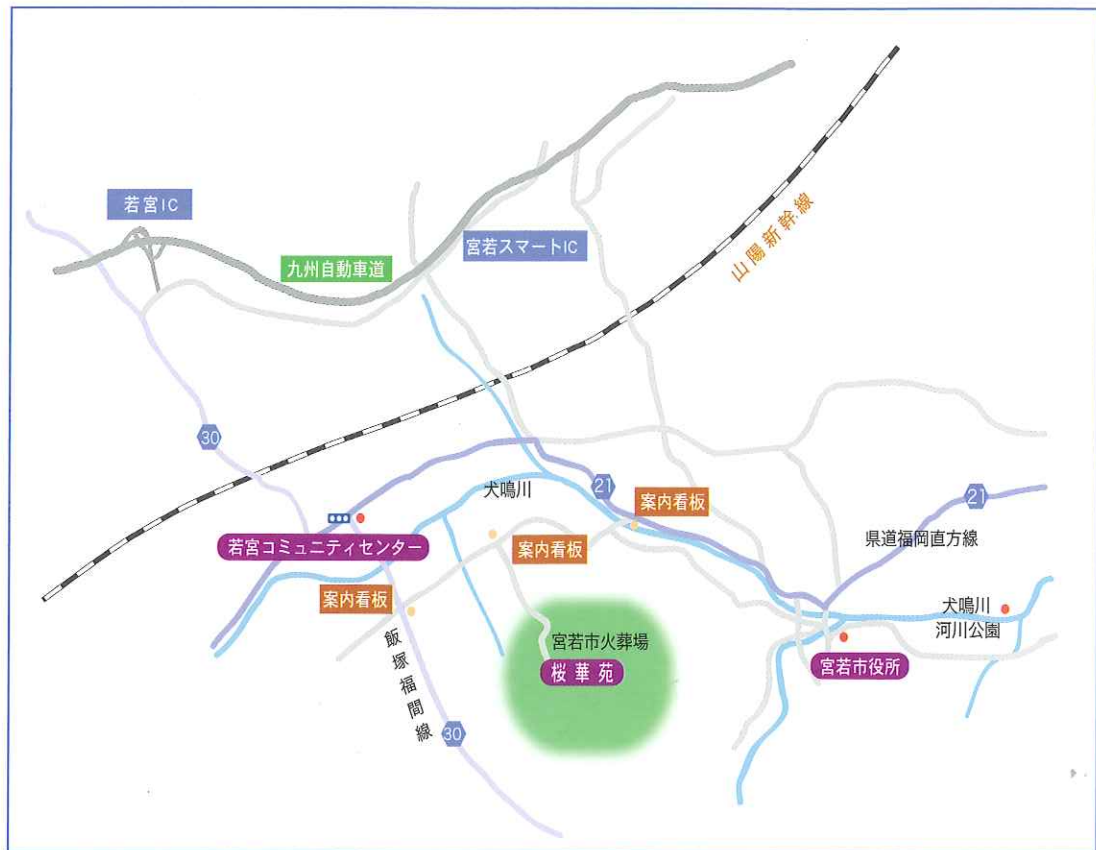 若宮IC
宮若スマートIC
九州自動車道
山陽新幹線
30
犬鳴川
21
案内看板
21
県道福岡直方線
若宮コミュニティセンター
案内看板
案内看板
犬鳴川
河川公園
宮若市火葬場
桜華苑
宮若市役所
飯塚福間線
30